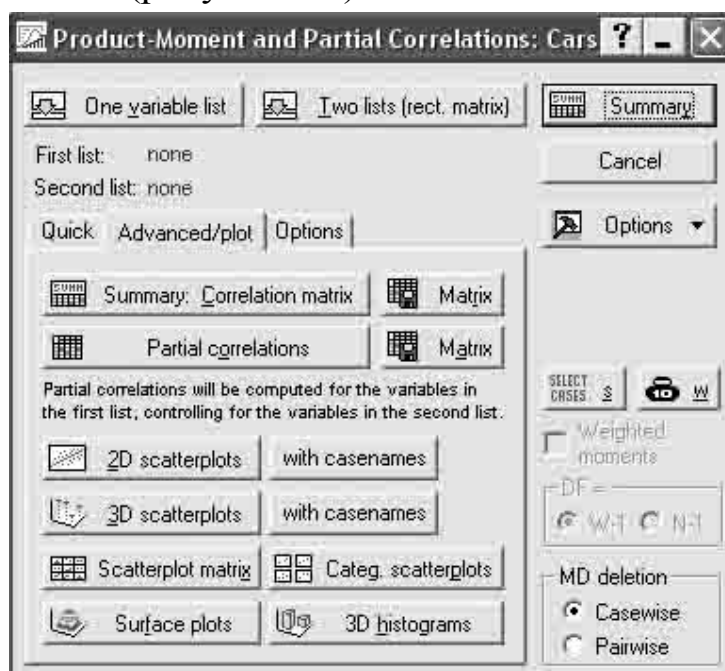 Product-Moment and Partial Correlations: Cars
One variable list
Two lists (rect. matrix)
Summary
First list: none
Second list: none
Cancel
Quick Advanced/plot Options
Options
Summary: Correlation matrix
Matrix
Partial correlations
Matrix
Partial correlations will be computed for the variables in
the first list, controlling for the variables in the second list.
SELECT CASES S
W
Weighted
moments
2D scatterplots
with casenames
3D scatterplots
with casenames
DF =
W-1 N-1
Scatterplot matrix
Categ. scatterplots
Surface plots
3D histograms
MD deletion
Casewise
Pairwise